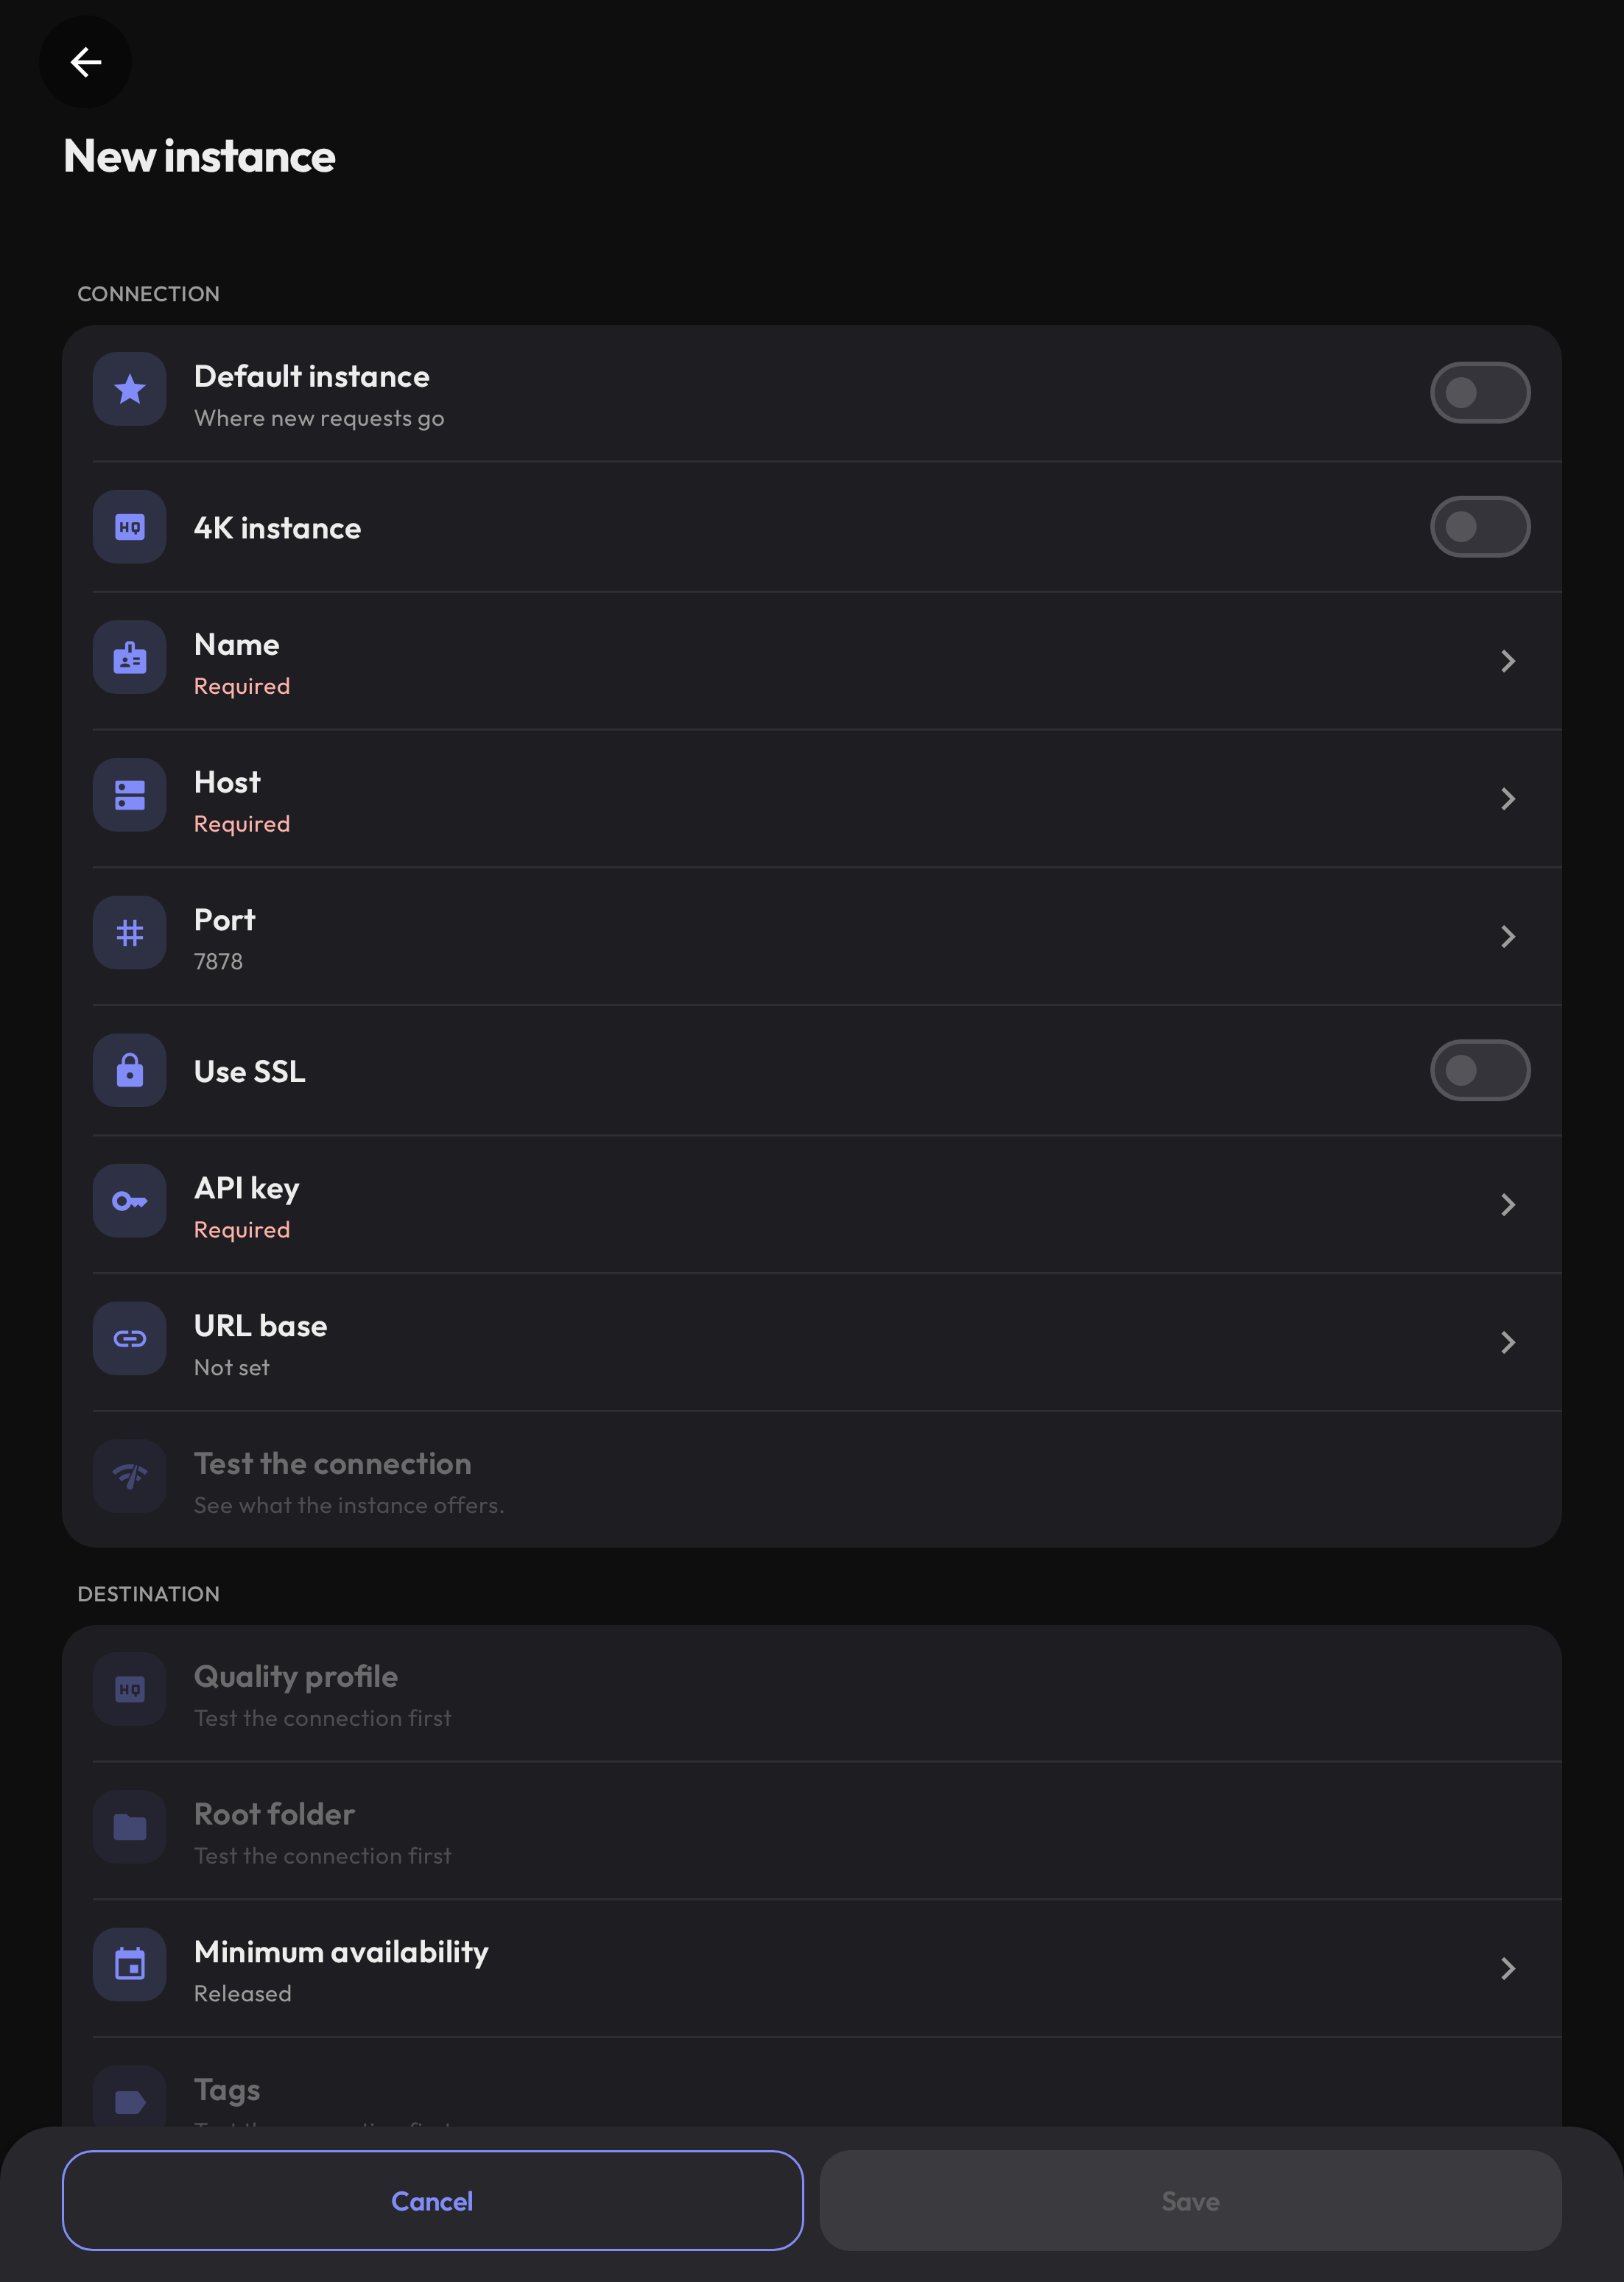 New instance
CONNECTION
Default instance
Where new requests go
HQ
4K instance
Name
Required
Host
Required
Port
7878
Use SSL
API key
Required
URL base
Not set
Test the connection
See what the instance offers.
DESTINATION
HQ
Quality profile
Test the connection first
Root folder
Test the connection first
Minimum availability
Released
Tags
Cancel
Save